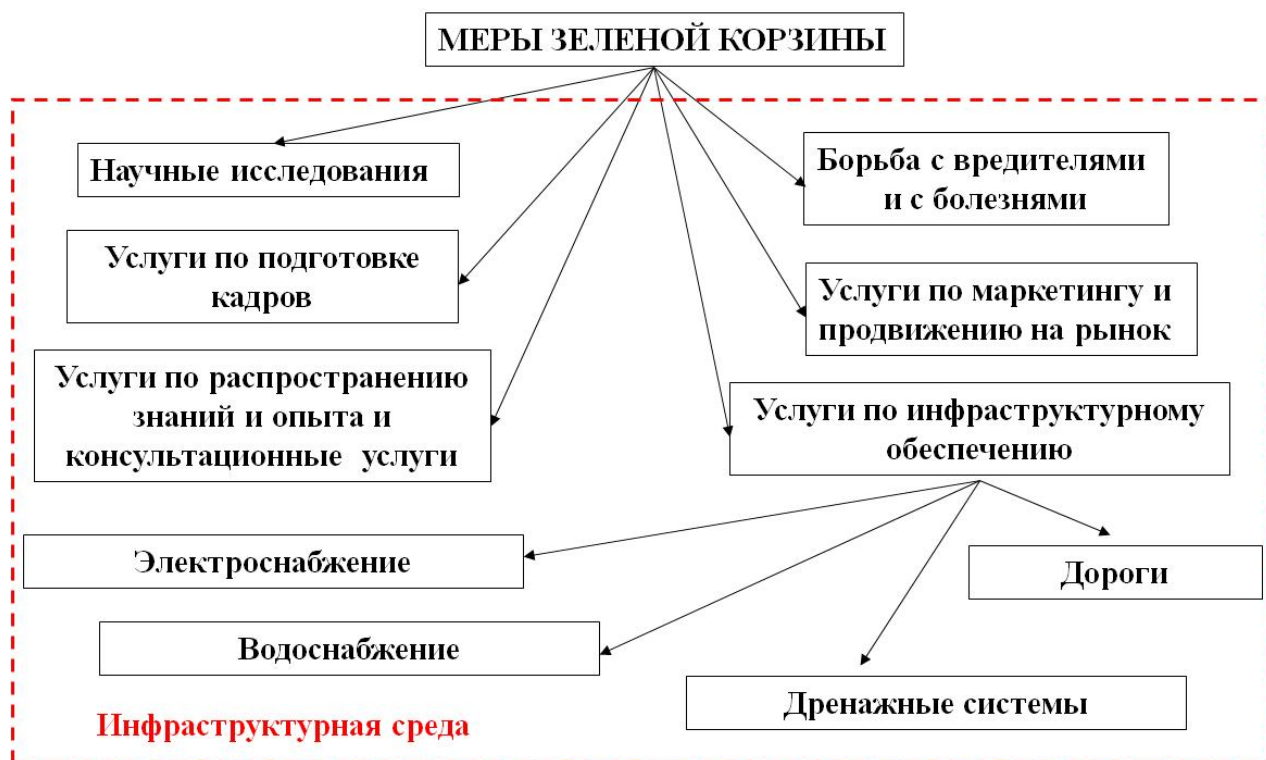 МЕРЫ ЗЕЛЕНОЙ КОРЗИНЫ
Научные исследования
Борьба с вредителями
и с болезнями
Услуги по подготовке
кадров
Услуги по маркетингу и
продвижению на рынок
Услуги по распространению
знаний и опыта и
консультационные услуги
Услуги по инфраструктурному
обеспечению
Электроснабжение
Дороги
Водоснабжение
Дренажные системы
Инфраструктурная среда